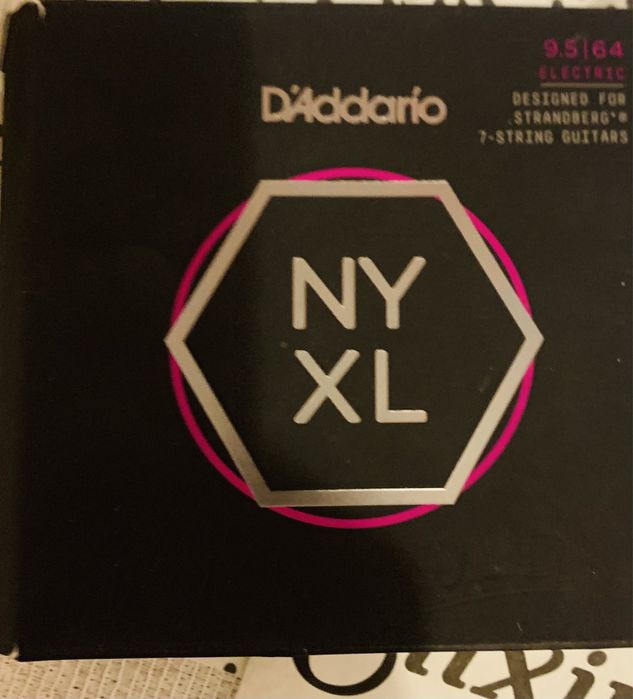 9.5|64
ELECTRIC
D'Addario
DESIGNED FOR
.STRANDBERG*®
7-STRING GUITARS
NY
XL